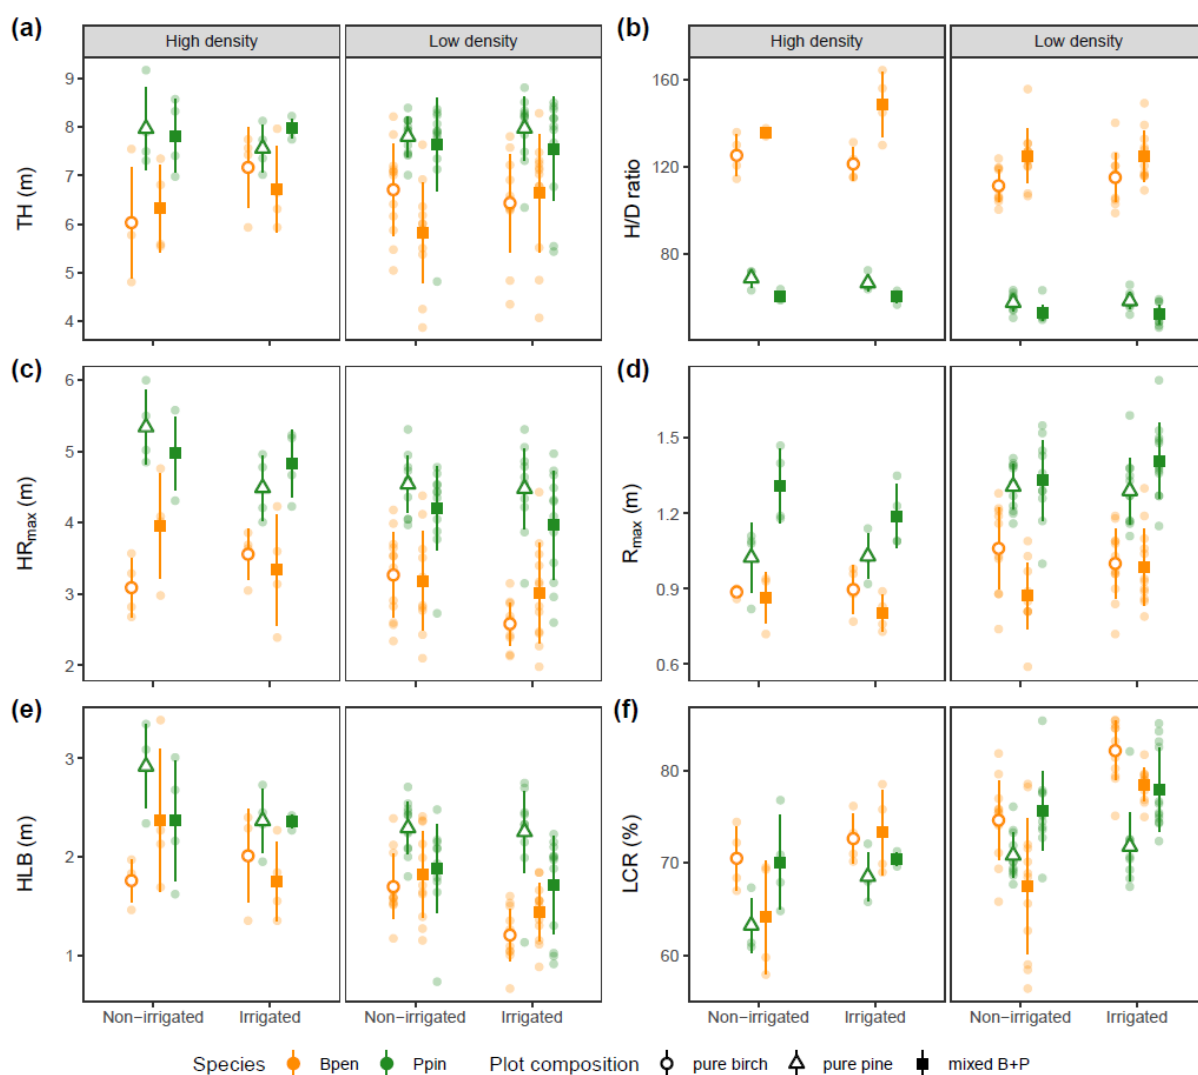 (a)
High density
Low density
TH (m)
9
8
7
6
5
4
(b)
High density
Low density
H/D ratio
160
120
80
(c)
HRmax (m)
6
5
4
3
2
(d)
Rmax (m)
1.5
1.2
0.9
0.6
(e)
HLB (m)
3
2
1
Non−irrigated Irrigated Non−irrigated Irrigated
(f)
LCR (%)
80
70
60
Non−irrigated Irrigated Non−irrigated Irrigated
Species Bpen Ppin Plot composition pure birch pure pine mixed B+P